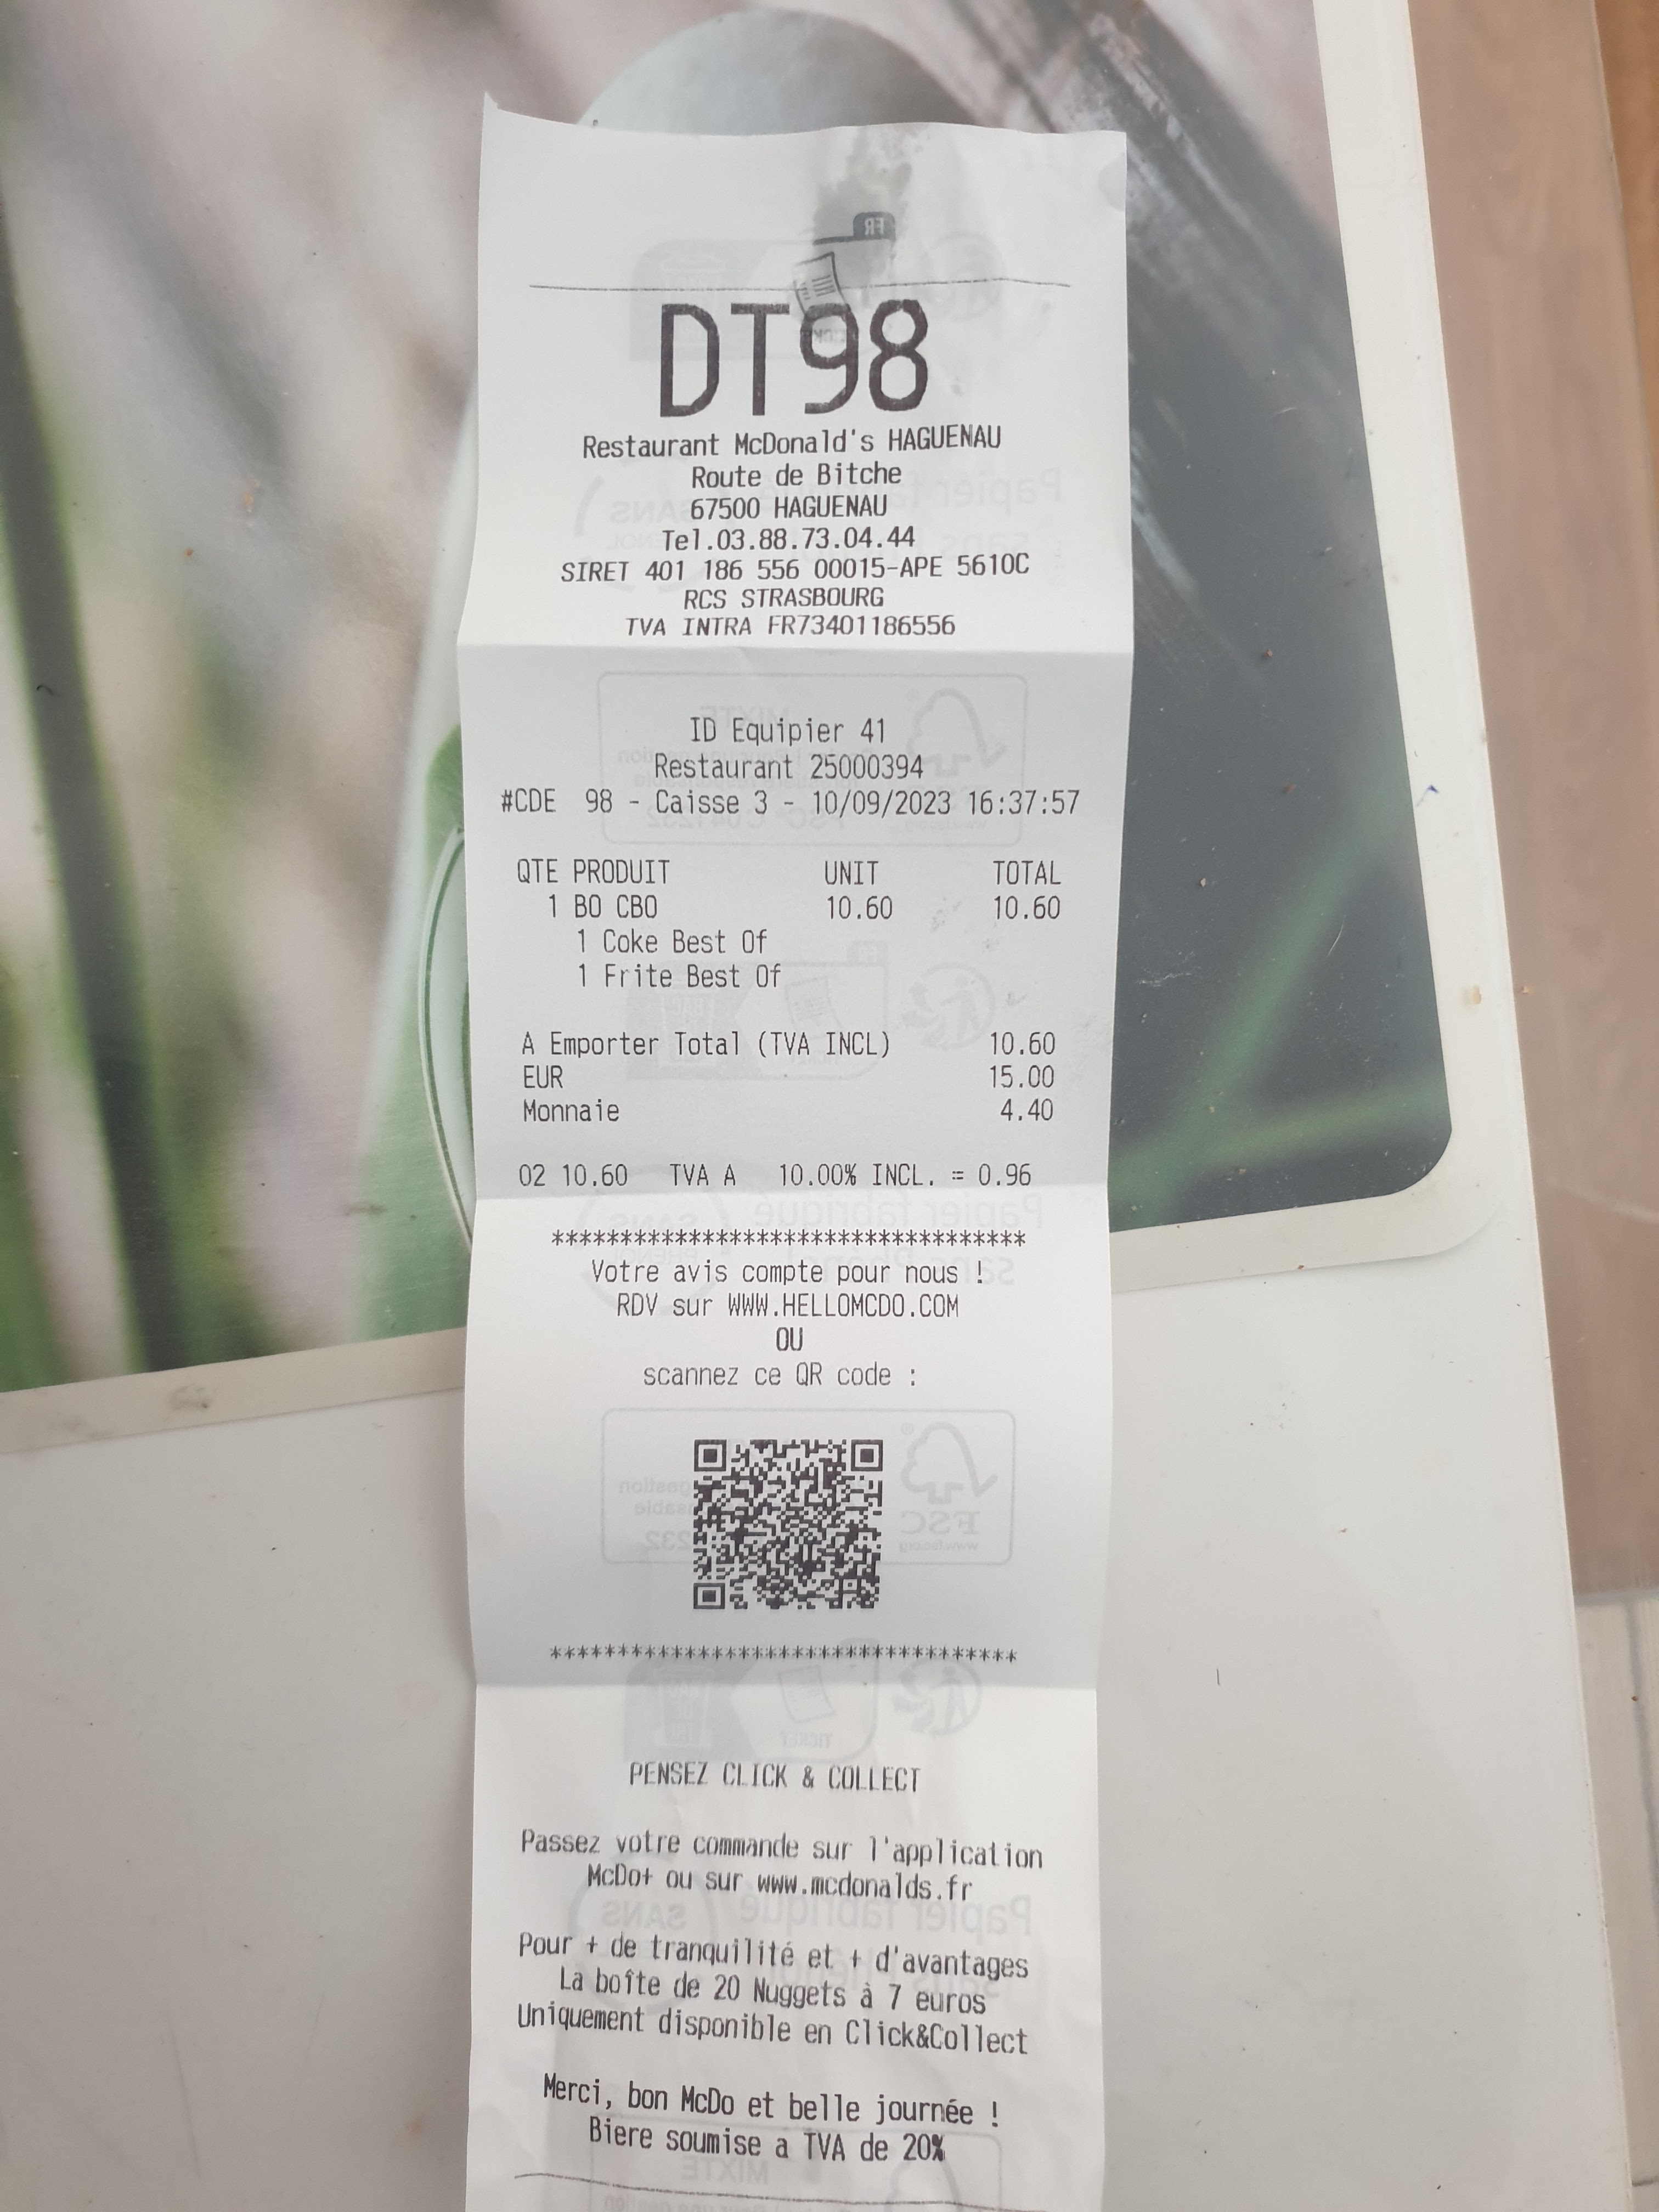 DT98
Restaurant McDonald's HAGUENAU
Route de Bitche
67500 HAGUENAU
Tel.03.88.73.04.44
SIRET 401 186 556 00015-APE 5610C
RCS STRASBOURG
TVA INTRA FR73401186556
ID Equipier 41
Restaurant 25000394
#CDE 98 - Caisse 3 - 10/09/2023 16:37:57
QTE PRODUIT UNIT TOTAL
1 BO CBO 10.60 10.60
1 Coke Best Of
1 Frite Best Of
A Emporter Total (TVA INCL) 10.60
EUR 15.00
Monnaie 4.40
02 10.60 TVA A 10.00% INCL. = 0.96
***********************************
Votre avis compte pour nous !
RDV sur WWW.HELLOMCDO.COM
OU
scannez ce QR code :
***********************************
PENSEZ CLICK & COLLECT
Passez votre commande sur l'application
McDo+ ou sur www.mcdonalds.fr
Pour + de tranquilité et + d'avantages
La boîte de 20 Nuggets à 7 euros
Uniquement disponible en Click&Collect
Merci, bon McDo et belle journée !
Biere soumise a TVA de 20%